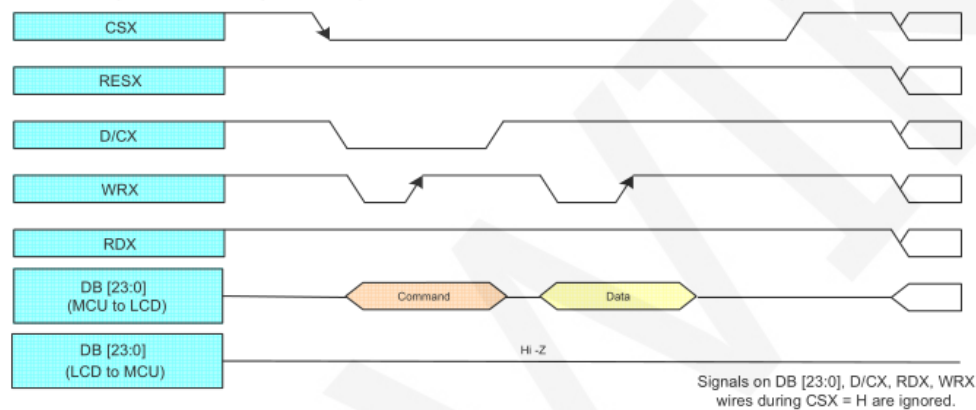 CSX
RESX
D/CX
WRX
RDX
DB [23:0]
(MCU to LCD)
Command
Data
DB [23:0]
(LCD to MCU)
Hi -Z
Signals on DB [23:0], D/CX, RDX, WRX
wires during CSX = H are ignored.